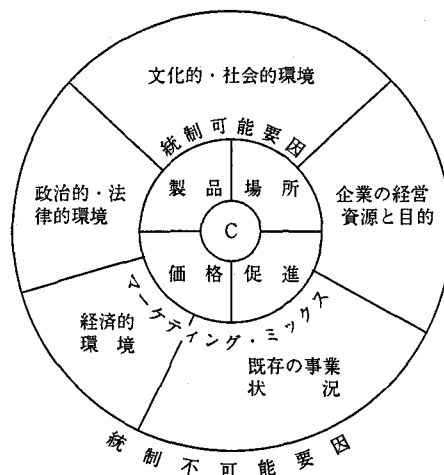 文化的・社会的環境
統制可能要因
政治的・法
律的環境
製品
場所
企業の経営
資源と目的
C
価格
促進
マーケティング・ミックス
経済的
環境
既存の事業
状況
統制不可能要因